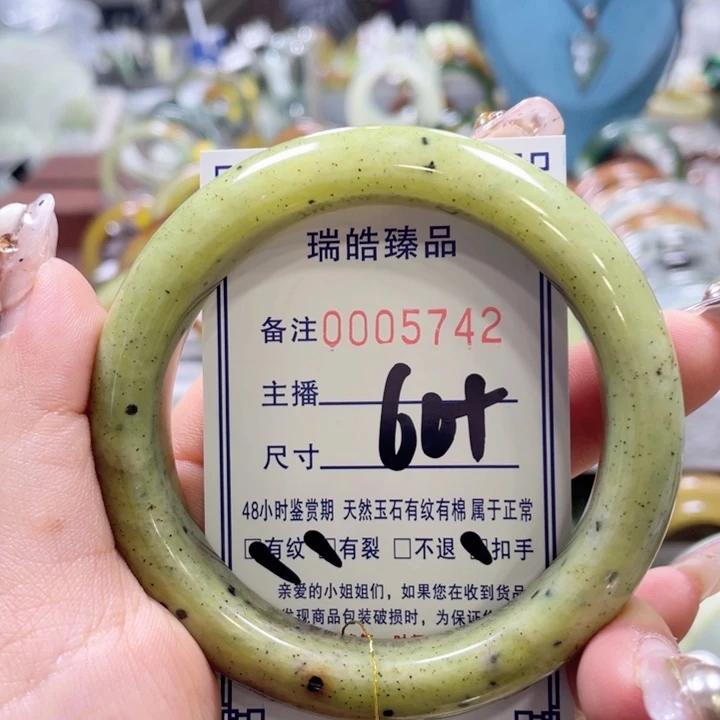 瑞皓臻品
备注0005742
主播
尺寸
60+
48小时鉴赏期 天然玉石有纹有棉 属于正常
□有纹 □有裂 □不退 □扣手
亲爱的小姐姐们，如果您在收到货品
发现商品包装破损时，为保证